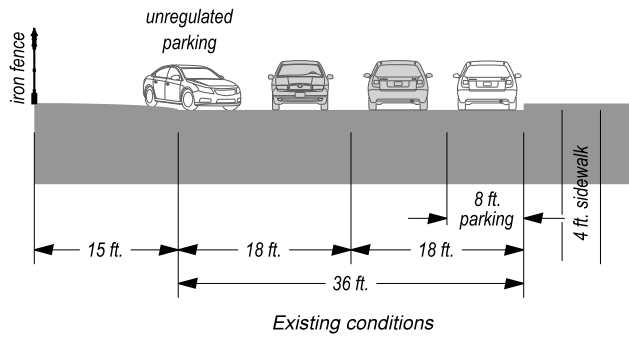 unregulated
parking
iron fence
8 ft.
parking
4 ft. sidewalk
15 ft.
18 ft.
18 ft.
36 ft.
Existing conditions